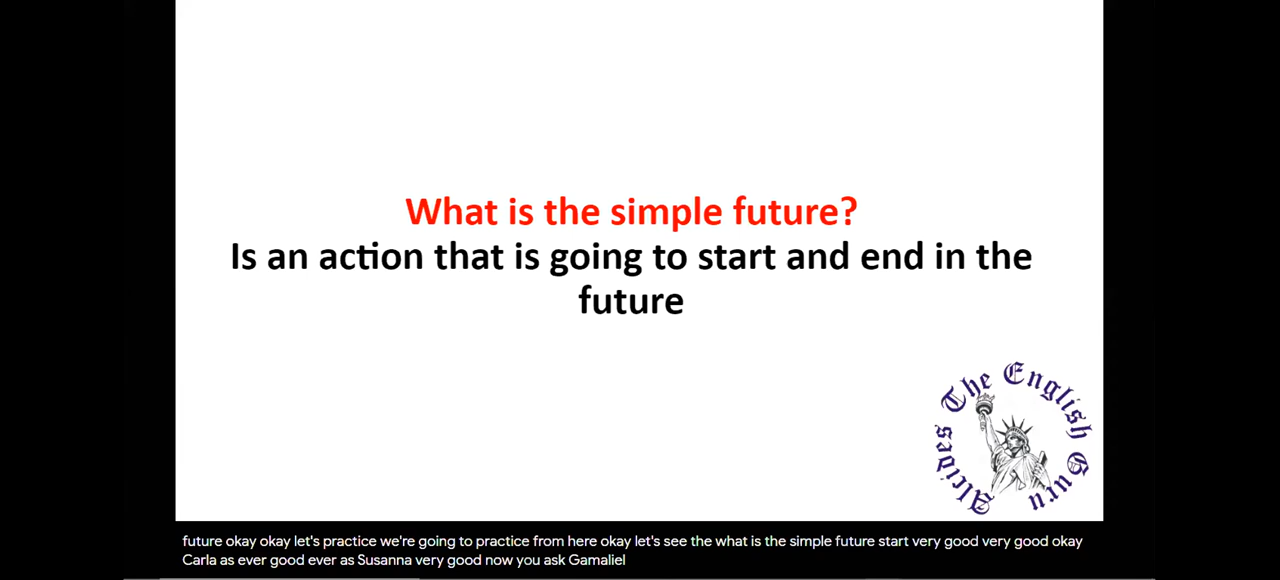 What is the simple future?
Is an action that is going to start and end in the
future
Alcides The English Guru
future okay okay let's practice we're going to practice from here okay let's see the what is the simple future start very good very good okay
Carla as ever good ever as Susanna very good now you ask Gamaliel